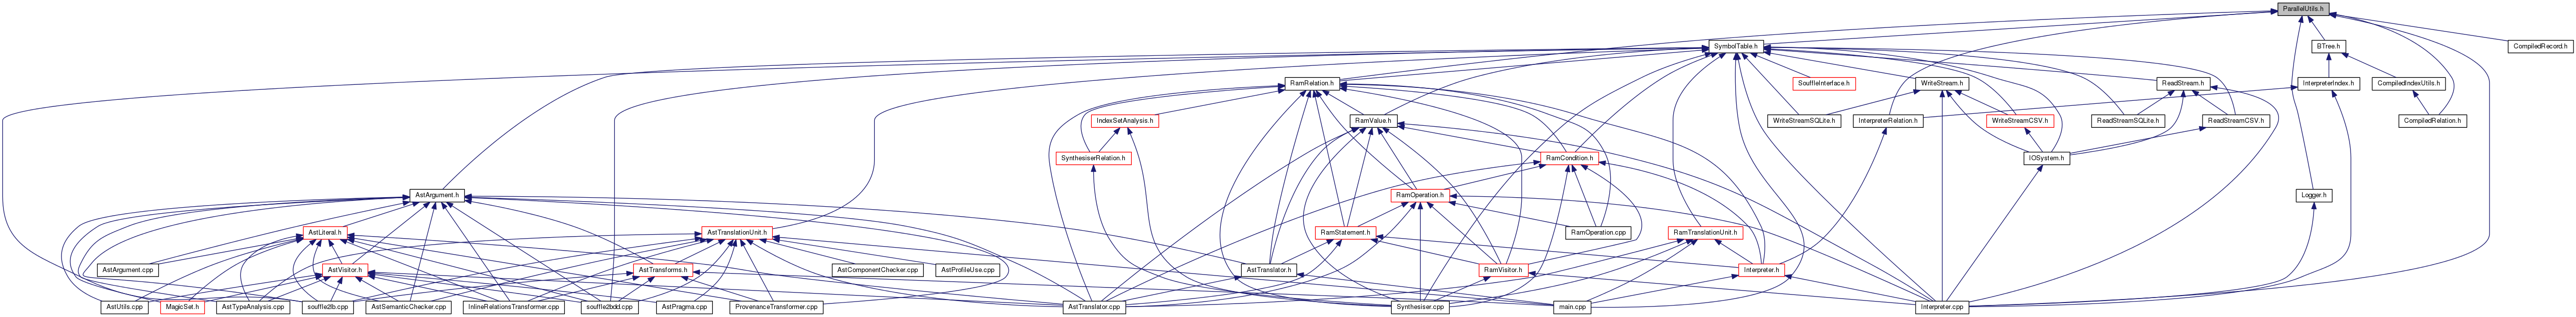 ParallelUtils.h
SymbolTable.h
BTree.h
CompiledRecord.h
RamRelation.h
SouffleInterface.h
WriteStream.h
ReadStream.h
InterpreterIndex.h
CompiledIndexUtils.h
IndexSetAnalysis.h
RamValue.h
WriteStreamSQLite.h
InterpreterRelation.h
WriteStreamCSV.h
ReadStreamSQLite.h
ReadStreamCSV.h
CompiledRelation.h
SynthesiserRelation.h
RamCondition.h
IOSystem.h
AstArgument.h
RamOperation.h
Logger.h
AstLiteral.h
AstTranslationUnit.h
RamStatement.h
RamOperation.cpp
RamTranslationUnit.h
AstArgument.cpp
AstVisitor.h
AstTransforms.h
AstComponentChecker.cpp
AstProfileUse.cpp
AstTranslator.h
RamVisitor.h
Interpreter.h
AstUtils.cpp
MagicSet.h
AstTypeAnalysis.cpp
souffle2lb.cpp
AstSemanticChecker.cpp
InlineRelationsTransformer.cpp
souffle2bdd.cpp
AstPragma.cpp
ProvenanceTransformer.cpp
AstTranslator.cpp
Synthesiser.cpp
main.cpp
Interpreter.cpp